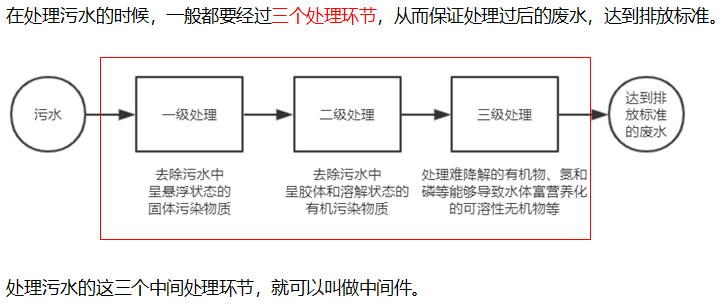 在处理污水的时候，一般都要经过三个处理环节，从而保证处理过后的废水，达到排放标准。
污水
一级处理
二级处理
三级处理
达到排
放标准
的废水
去除污水中
呈悬浮状态的
固体污染物质
去除污水中
呈胶体和溶解状态的
有机污染物质
处理难降解的有机物、氮和
磷等能够导致水体富营养化
的可溶性无机物等
处理污水的这三个中间处理环节，就可以叫做中间件。